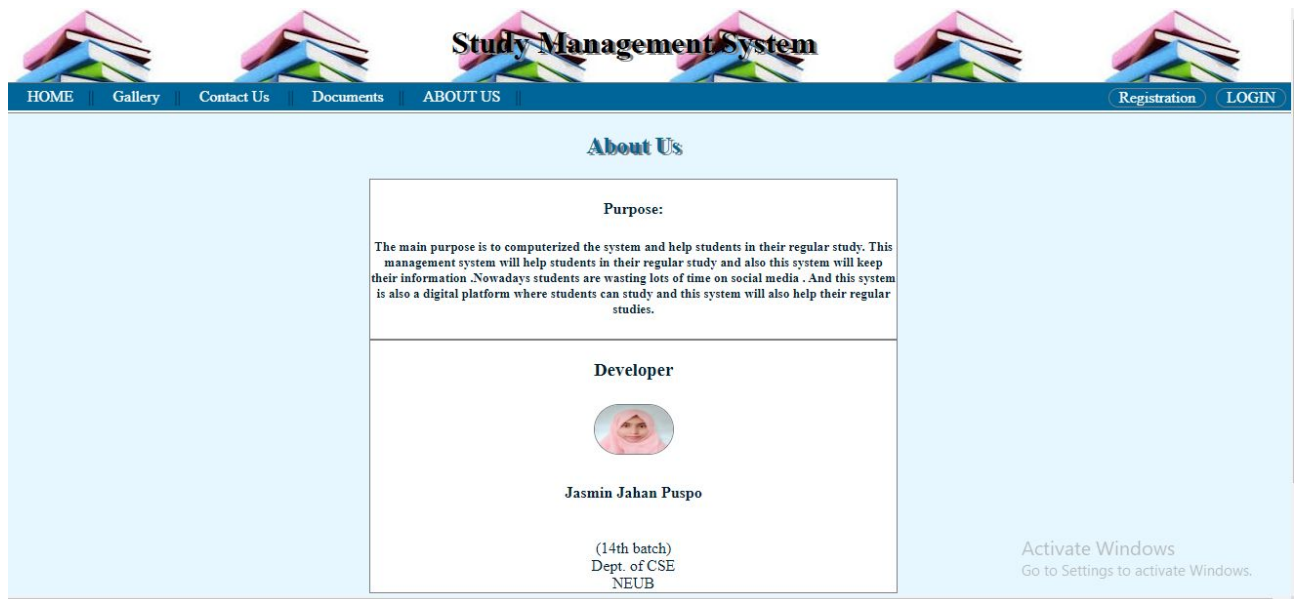 Study Management System
HOME || Gallery || Contact Us || Documents || ABOUT US ||
Registration LOGIN
About Us
Purpose:
The main purpose is to computerized the system and help students in their regular study. This
management system will help students in their regular study and also this system will keep
their information .Nowadays students are wasting lots of time on social media . And this system
is also a digital platform where students can study and this system will also help their regular
studies.
Developer
Jasmin Jahan Puspo
(14th batch)
Dept. of CSE
NEUB
Activate Windows
Go to Settings to activate Windows.